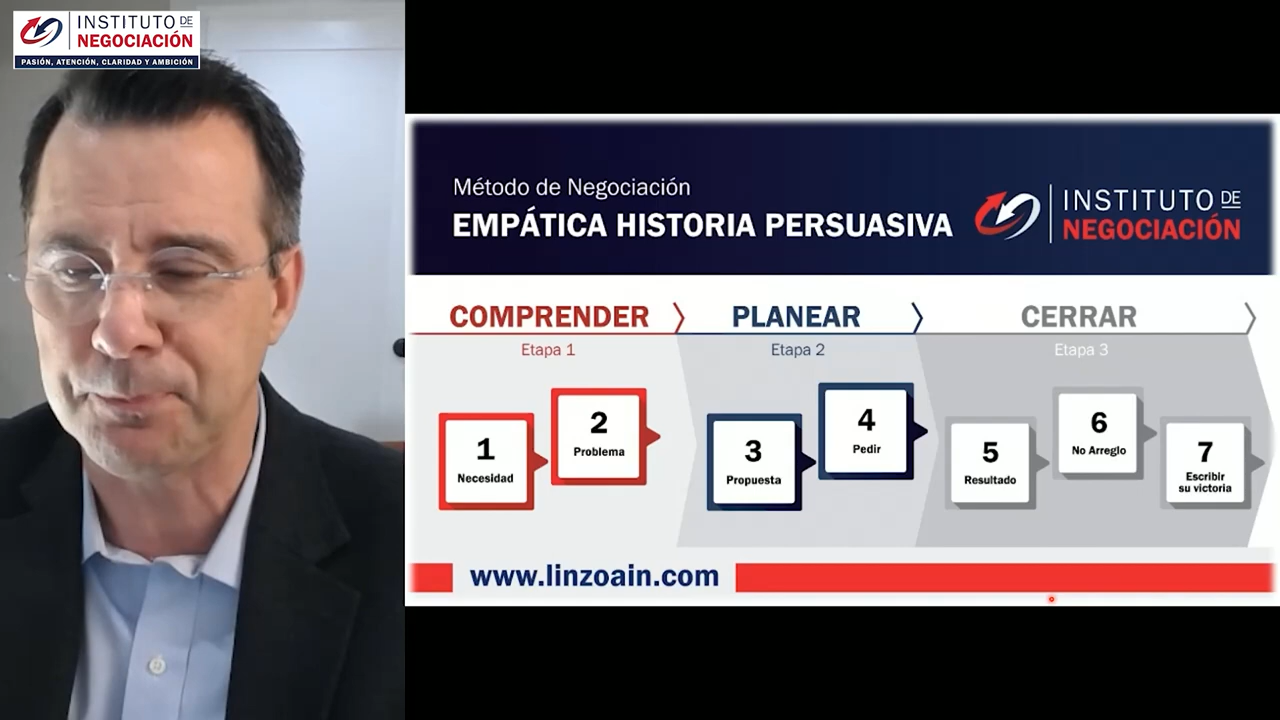 INSTITUTO DE
NEGOCIACIÓN
PASIÓN, ATENCIÓN, CLARIDAD Y AMBICIÓN
Método de Negociación
EMPÁTICA HISTORIA PERSUASIVA
INSTITUTO DE
NEGOCIACIÓN
COMPRENDER
Etapa 1
PLANEAR
Etapa 2
CERRAR
Etapa 3
1
Necesidad
2
Problema
3
Propuesta
4
Pedir
5
Resultado
6
No Arreglo
7
Escribir
su victoria
www.linzoain.com